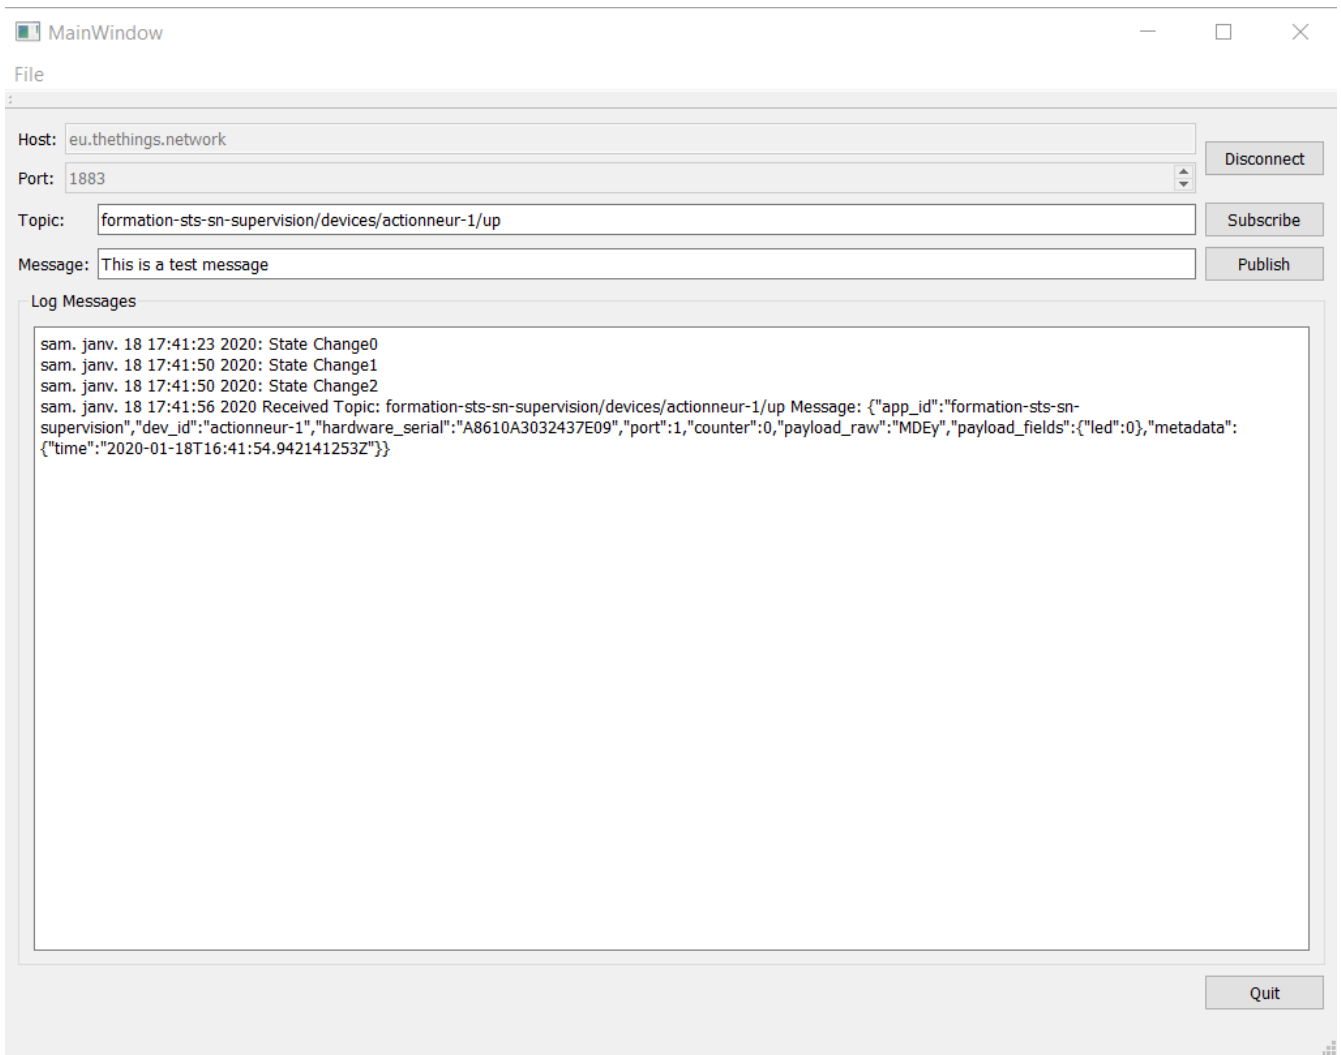 MainWindow
File
Host: eu.thethings.network
Disconnect
Port: 1883
Topic: formation-sts-sn-supervision/devices/actionneur-1/up Subscribe
Message: This is a test message Publish
Log Messages
sam. janv. 18 17:41:23 2020: State Change0
sam. janv. 18 17:41:50 2020: State Change1
sam. janv. 18 17:41:50 2020: State Change2
sam. janv. 18 17:41:56 2020 Received Topic: formation-sts-sn-supervision/devices/actionneur-1/up Message: {"app_id":"formation-sts-sn-
supervision","dev_id":"actionneur-1","hardware_serial":"A8610A3032437E09","port":1,"counter":0,"payload_raw":"MDEy","payload_fields":{"led":0},"metadata":
{"time":"2020-01-18T16:41:54.942141253Z"}}
Quit